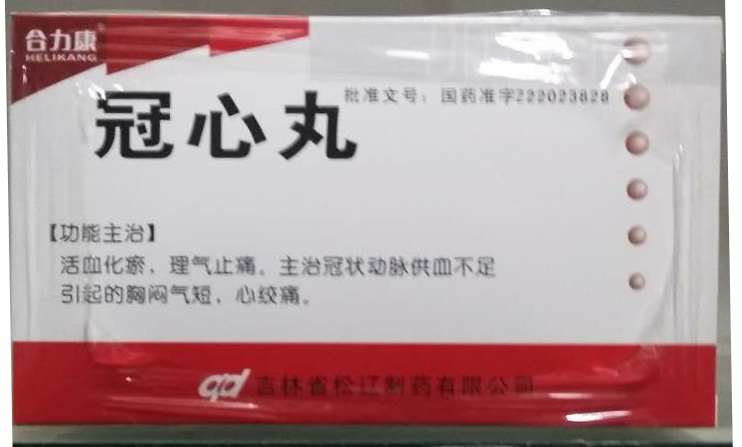 合力康®
HELIKANG
冠心丸
批准文号：国药准字Z22023828
【功能主治】
活血化瘀、理气止痛。主治冠状动脉供血不足
引起的胸闷气短、心绞痛。
吉林省松辽制药有限公司